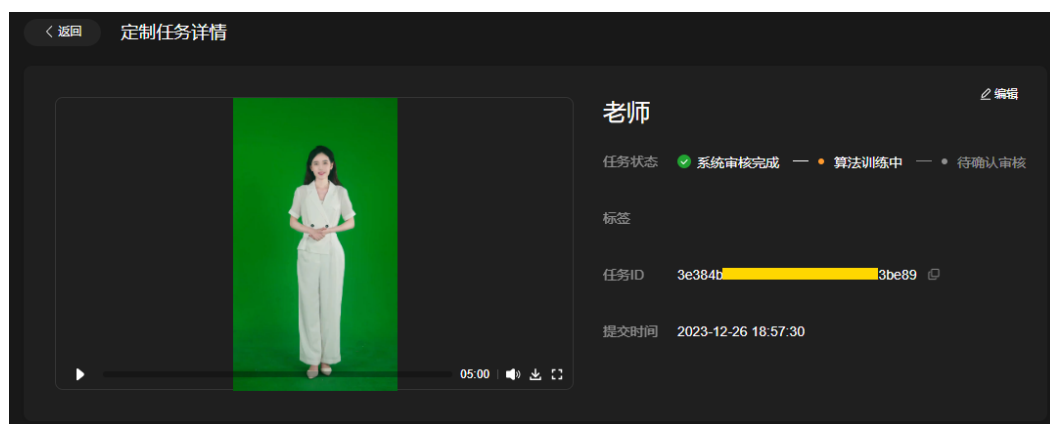 返回 定制任务详情
编辑
老师
任务状态 系统审核完成 算法训练中 待确认审核
标签
任务ID 3e384b 3be89
提交时间 2023-12-26 18:57:30
05:00